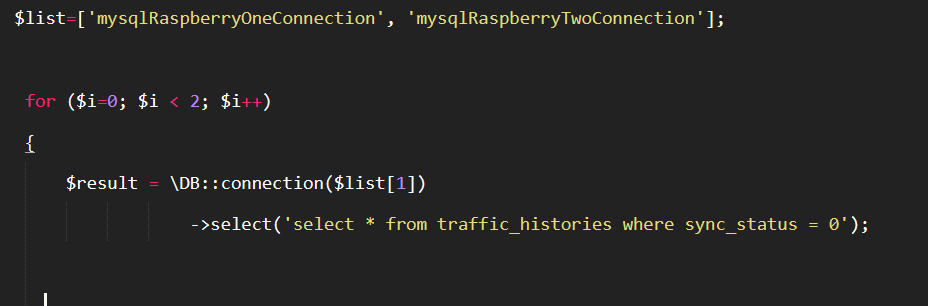 $list=['mysqlRaspberryOneConnection', 'mysqlRaspberryTwoConnection'];
for ($i=0; $i < 2; $i++)
{
$result = \DB::connection($list[1])
->select('select * from traffic_histories where sync_status = 0');